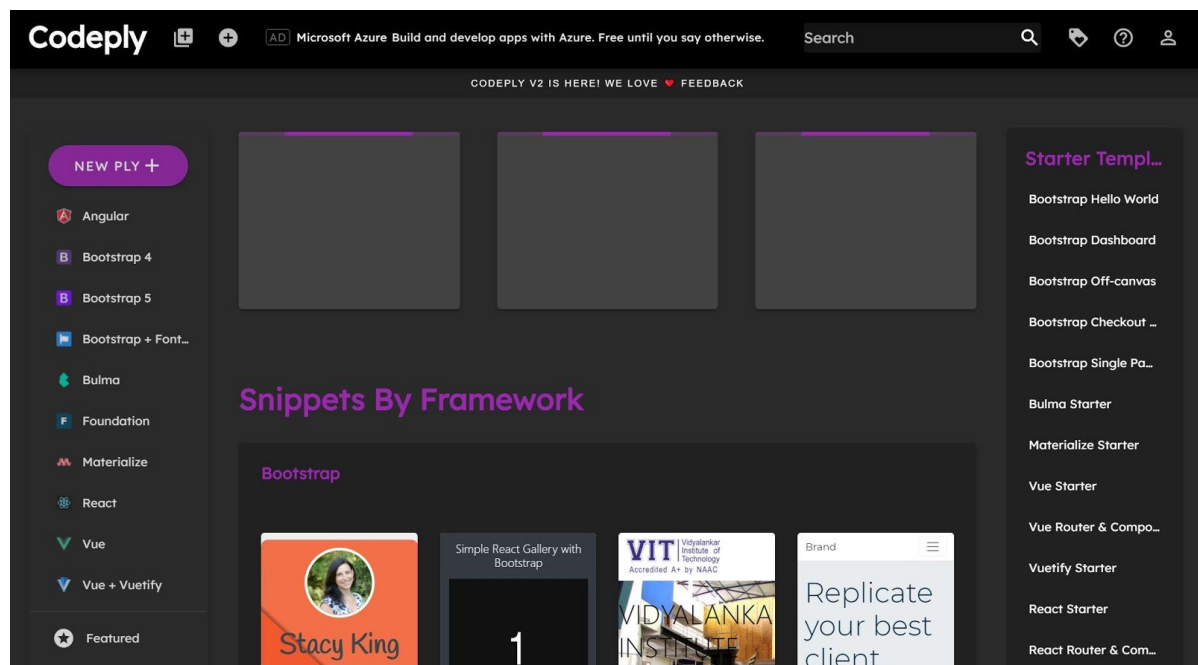 Codeply
AD Microsoft Azure Build and develop apps with Azure. Free until you say otherwise.
Search
CODEPLY V2 IS HERE! WE LOVE ❤ FEEDBACK
NEW PLY +
Angular
B Bootstrap 4
B Bootstrap 5
Bootstrap + Font...
Bulma
F Foundation
Materialize
React
Vue
Vue + Vuetify
Featured
Snippets By Framework
Bootstrap
Stacy King
Simple React Gallery with
Bootstrap
1
VIT Vidyalankar
Institute of
Technology
Accredited A+ by NAAC
VIDYALANKA
INSTITUTE
Brand
Replicate
your best
client
Starter Templ...
Bootstrap Hello World
Bootstrap Dashboard
Bootstrap Off-canvas
Bootstrap Checkout ...
Bootstrap Single Pa...
Bulma Starter
Materialize Starter
Vue Starter
Vue Router & Compo...
Vuetify Starter
React Starter
React Router & Com...